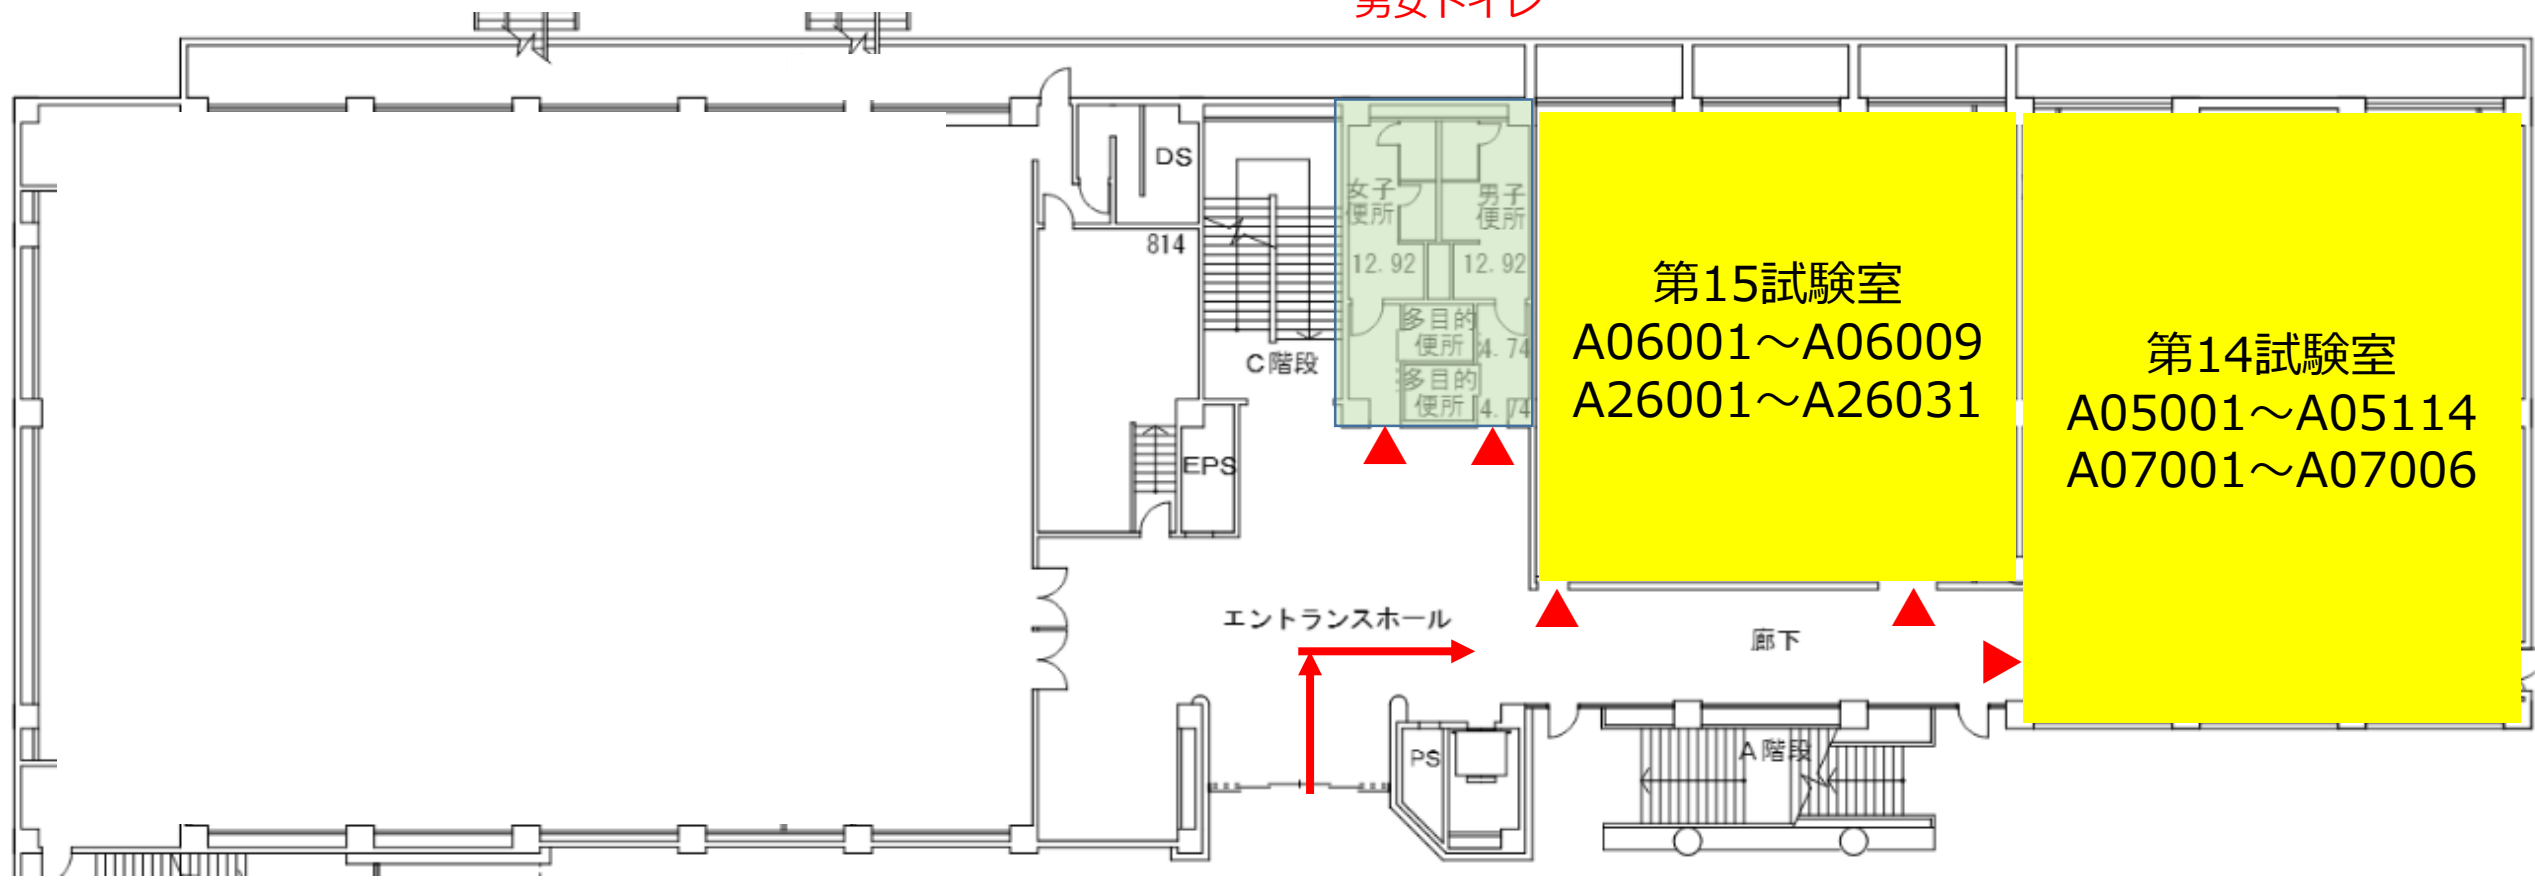 男女トイレ
DS
814
女子
便所
男子
便所
12.92
12.92
多目的
便所
4.74
多目的
便所
4.74
C階段
EPS
第15試験室
A06001～A06009
A26001～A26031
第14試験室
A05001～A05114
A07001～A07006
エントランスホール
廊下
PS
A階段